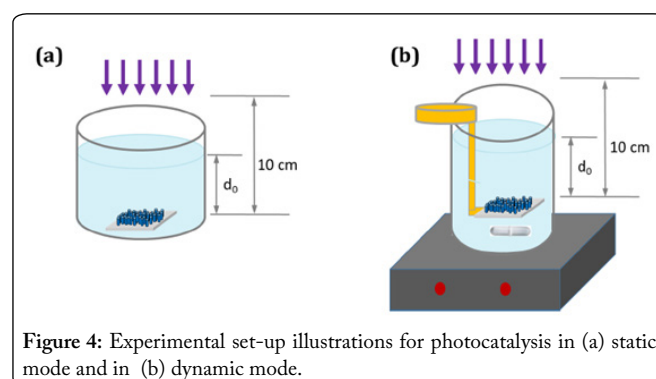 (a)
10 cm
d₀
(b)
10 cm
d₀
Figure 4: Experimental set-up illustrations for photocatalysis in (a) static
mode and in (b) dynamic mode.